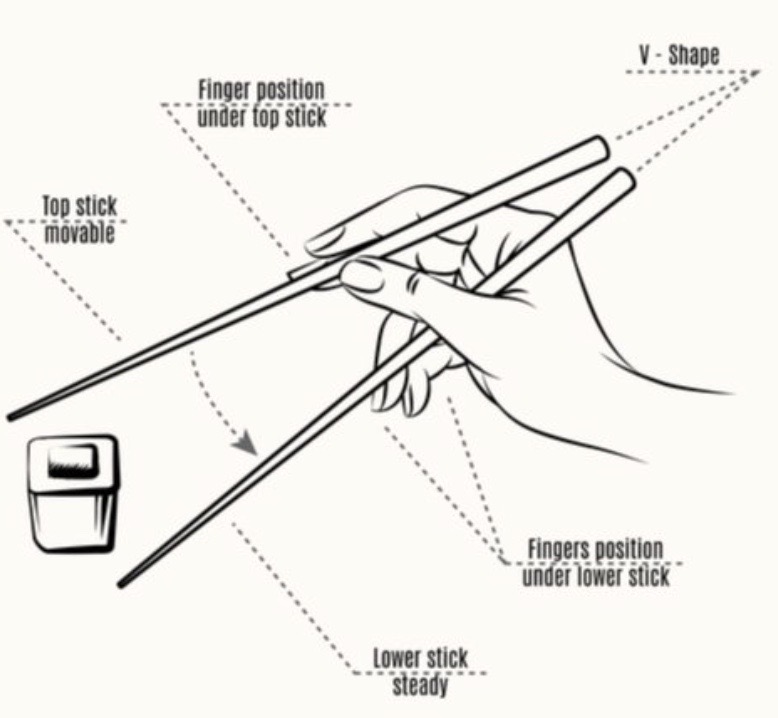 V - Shape
Finger position
under top stick
Top stick
movable
Fingers position
under lower stick
Lower stick
steady